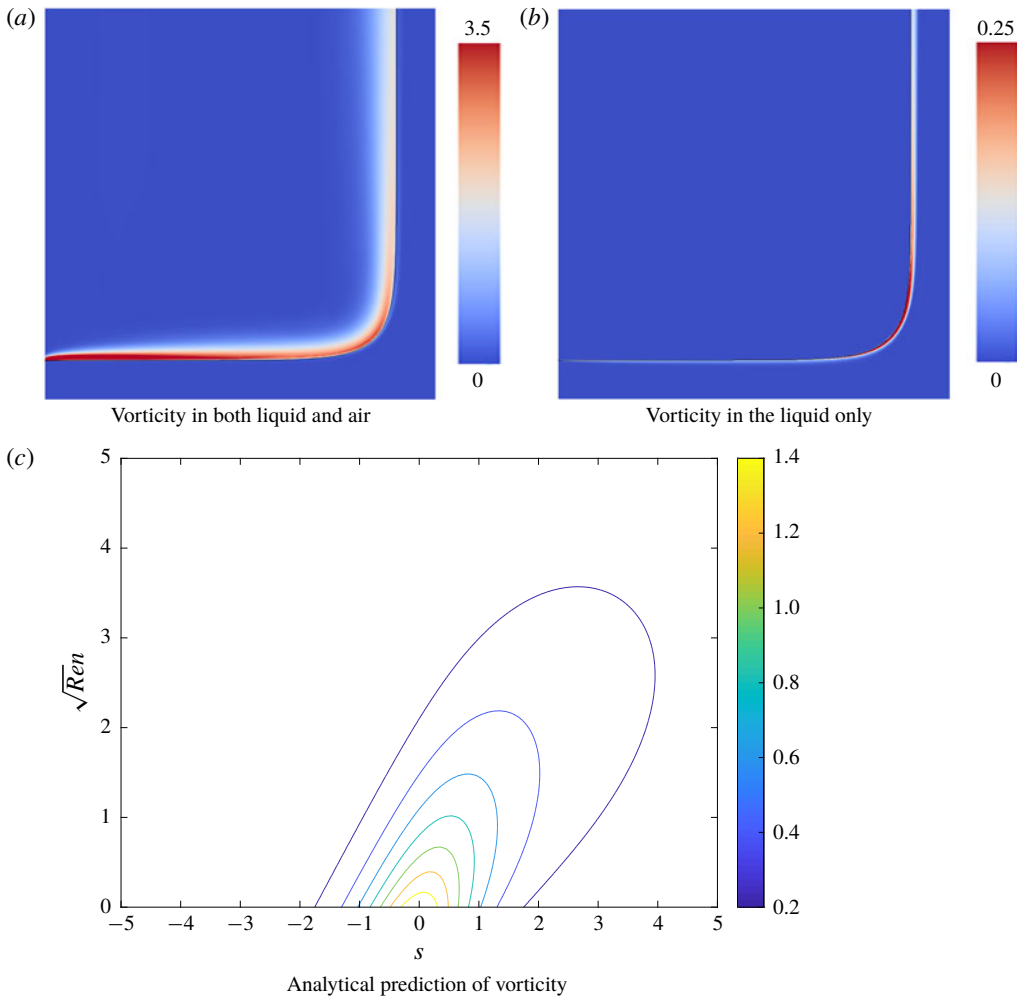 (a)
3.5
0
Vorticity in both liquid and air
(b)
0.25
0
Vorticity in the liquid only
(c)
5
4
3
2
1
0
√Ren
−5 −4 −3 −2 −1 0 1 2 3 4 5
s
1.4
1.2
1.0
0.8
0.6
0.4
0.2
Analytical prediction of vorticity